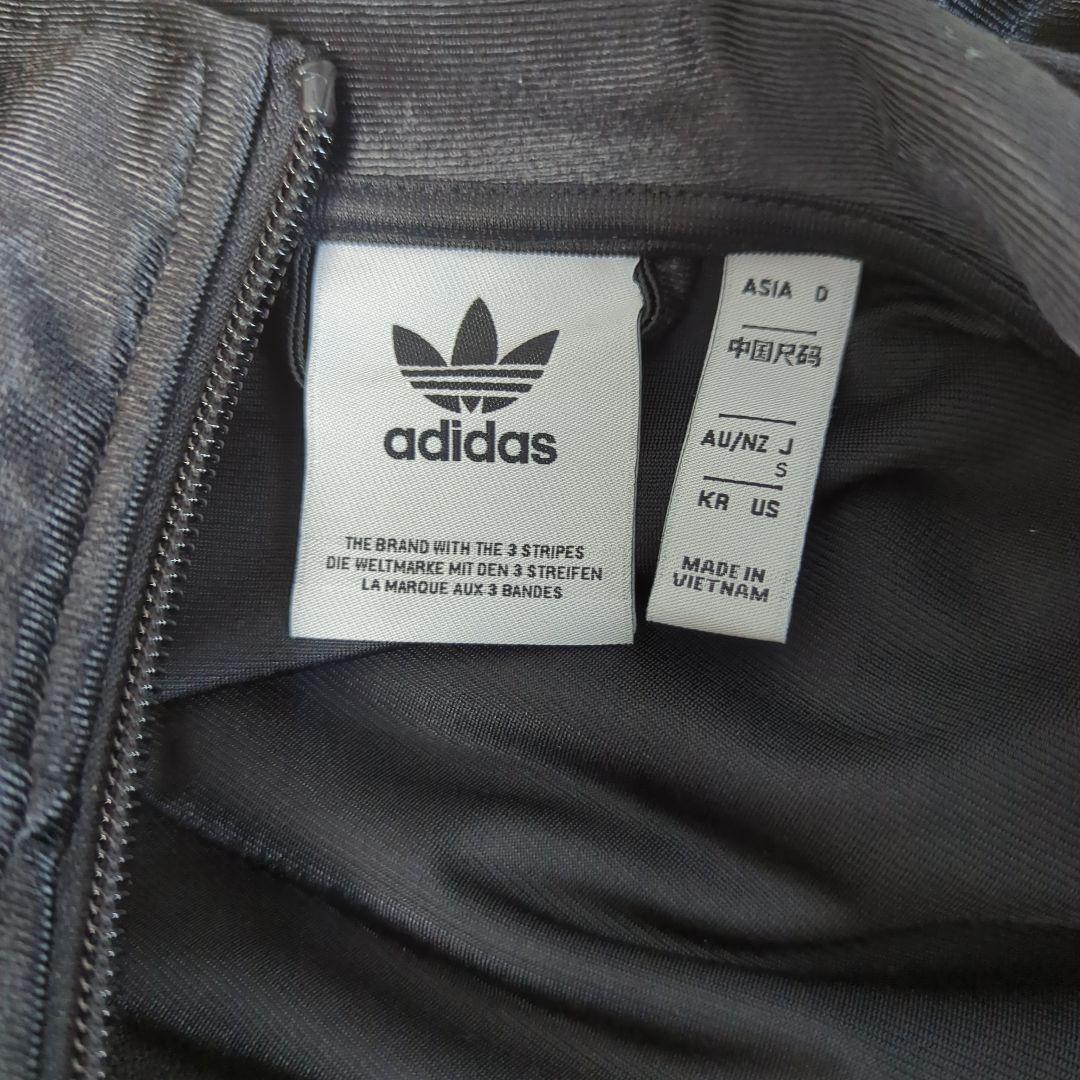 adidas
THE BRAND WITH THE 3 STRIPES
DIE WELTMARKE MIT DEN 3 STREIFEN
LA MARQUE AUX 3 BANDES
ASIA D
中国尺码
AU/NZ J
S
KR US
MADE IN
VIETNAM